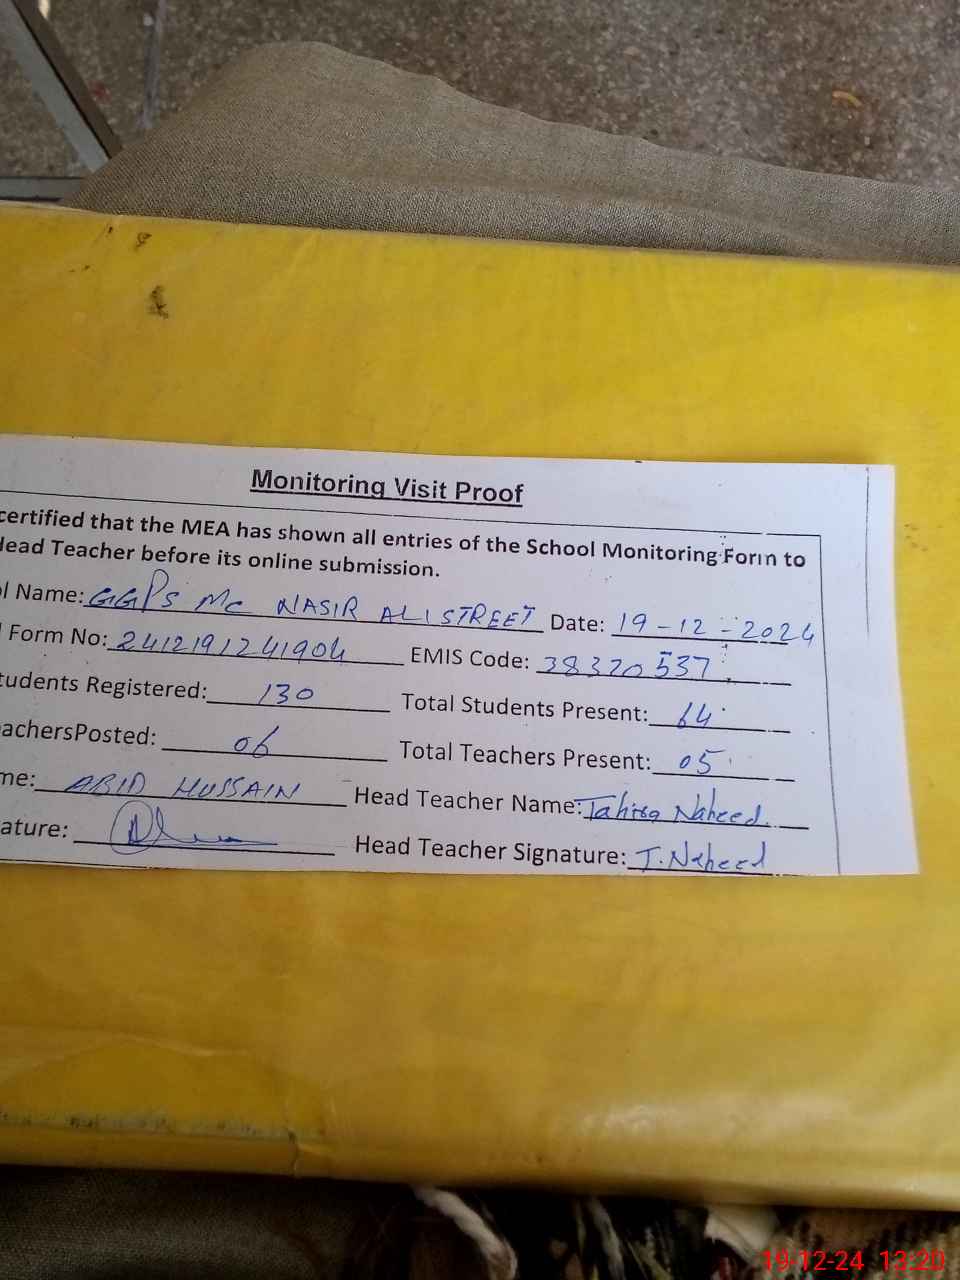 Monitoring Visit Proof
certified that the MEA has shown all entries of the School Monitoring Form to
Head Teacher before its online submission.
l Name: GGPS MC NASIR ALI STREET Date: 19-12-2024
Form No: 2412191241904 EMIS Code: 38320537
tudents Registered: 130 Total Students Present: 64
achersPosted: 06 Total Teachers Present: 05
me: ABID HUSSAIN Head Teacher Name: Tahira Naheed
ature: Head Teacher Signature: T. Naheed
19-12-24 13:20